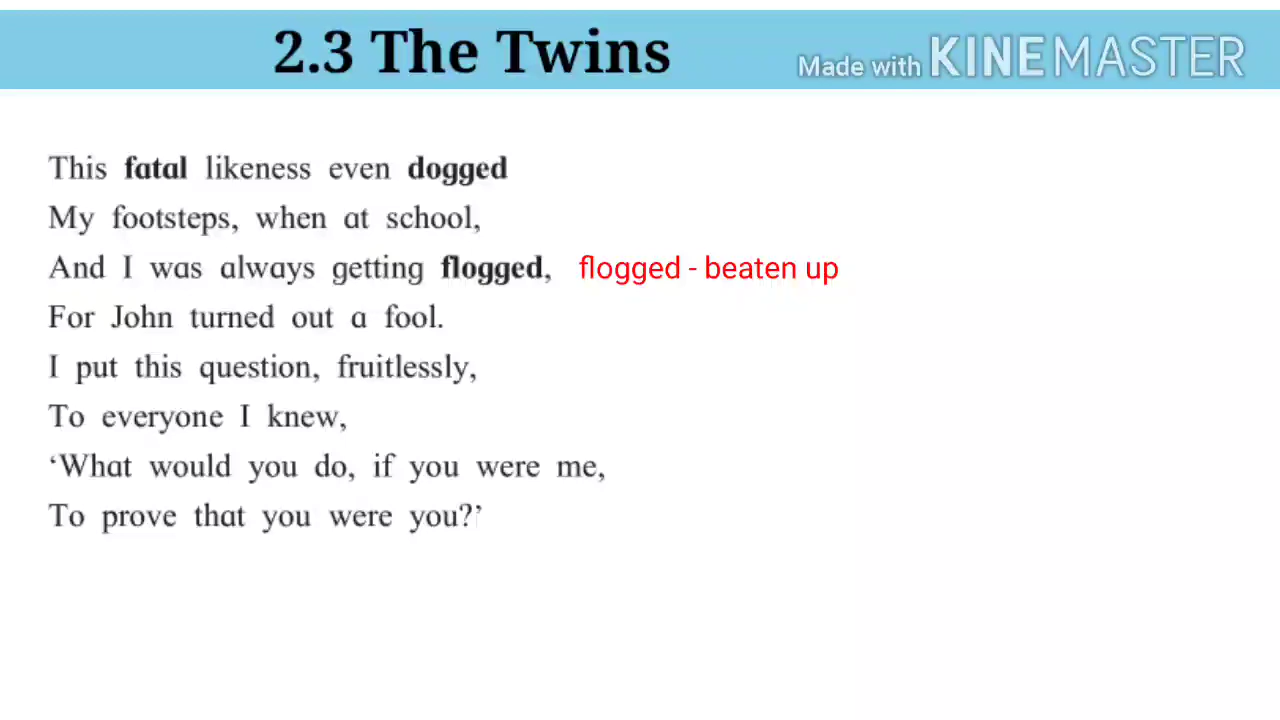 2.3 The Twins
Made with KINEMASTER
This fatal likeness even dogged
My footsteps, when at school,
And I was always getting flogged, flogged - beaten up
For John turned out a fool.
I put this question, fruitlessly,
To everyone I knew,
‘What would you do, if you were me,
To prove that you were you?’